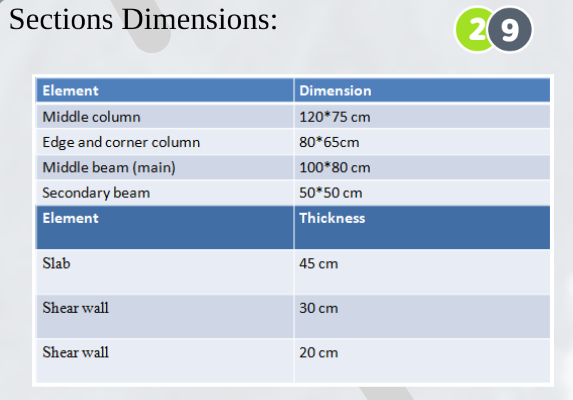 Sections Dimensions:
29
Element Dimension
Middle column 120*75 cm
Edge and corner column 80*65cm
Middle beam (main) 100*80 cm
Secondary beam 50*50 cm
Element Thickness
Slab 45 cm
Shear wall 30 cm
Shear wall 20 cm